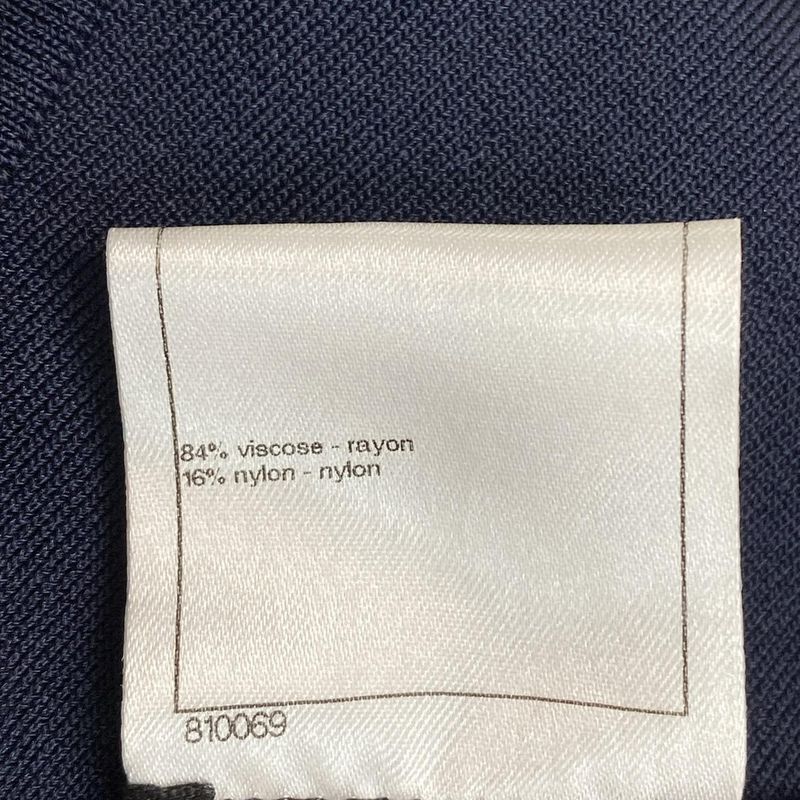 84% viscose - rayon
16% nylon - nylon
810069